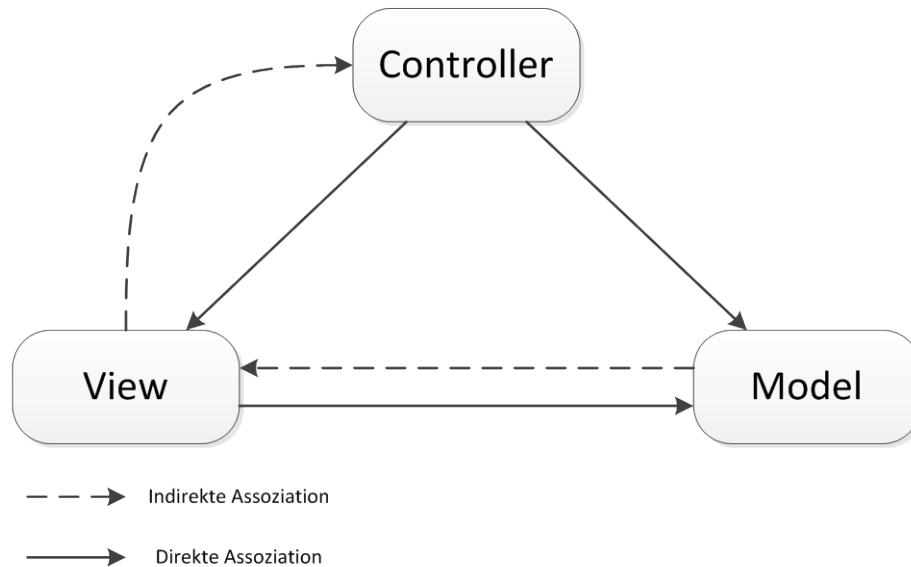 Controller
View
Model
Indirekte Assoziation
Direkte Assoziation